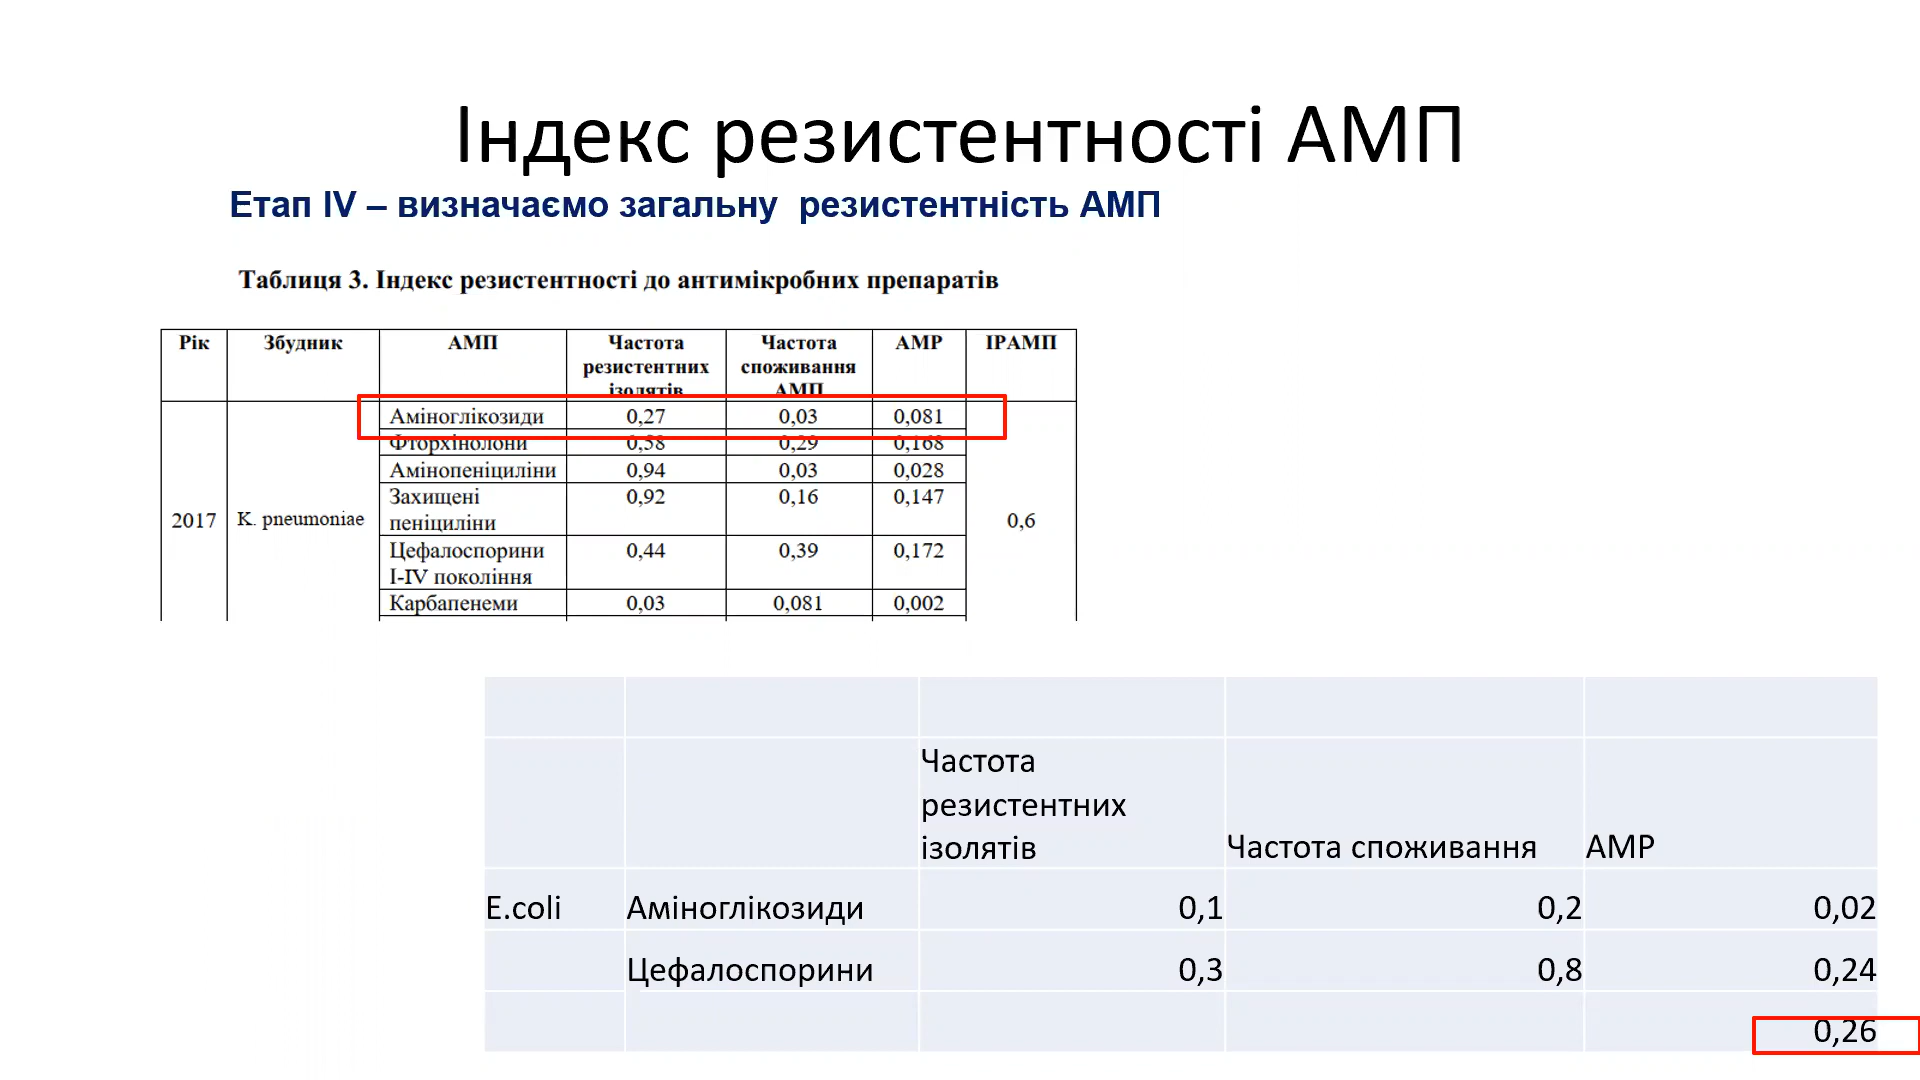 Індекс резистентності АМП
Етап IV – визначаємо загальну резистентність АМП
Таблиця 3. Індекс резистентності до антимікробних препаратів
Рік Збудник АМП Частота резистентних ізолятів Частота споживання АМП АМР ІРАМП
2017 K. pneumoniae Аміноглікозиди 0,27 0,03 0,081 0,6
Фторхінолони 0,58 0,29 0,168
Амінопеніциліни 0,94 0,03 0,028
Захищені пеніциліни 0,92 0,16 0,147
Цефалоспорини I-IV покоління 0,44 0,39 0,172
Карбапенеми 0,03 0,081 0,002
Частота резистентних ізолятів Частота споживання АМР
E.coli Аміноглікозиди 0,1 0,2 0,02
Цефалоспорини 0,3 0,8 0,24
0,26